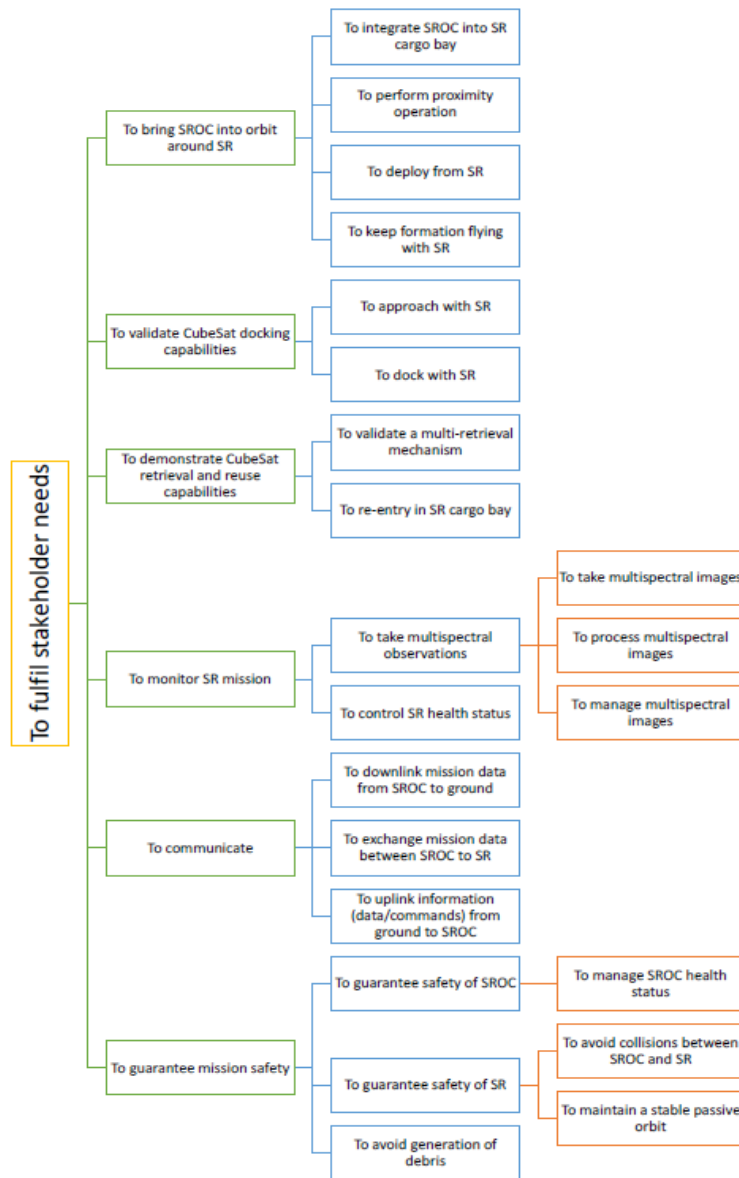 To fulfil stakeholder needs
To bring SROC into orbit
around SR
To integrate SROC into SR
cargo bay
To perform proximity
operation
To deploy from SR
To keep formation flying
with SR
To validate CubeSat docking
capabilities
To approach with SR
To dock with SR
To demonstrate CubeSat
retrieval and reuse
capabilities
To validate a multi-retrieval
mechanism
To re-entry in SR cargo bay
To monitor SR mission
To take multispectral
observations
To take multispectral images
To process multispectral
images
To manage multispectral
images
To control SR health status
To communicate
To downlink mission data
from SROC to ground
To exchange mission data
between SROC to SR
To uplink information
(data/commands) from
ground to SROC
To guarantee mission safety
To guarantee safety of SROC
To manage SROC health
status
To guarantee safety of SR
To avoid collisions between
SROC and SR
To maintain a stable passive
orbit
To avoid generation of
debris